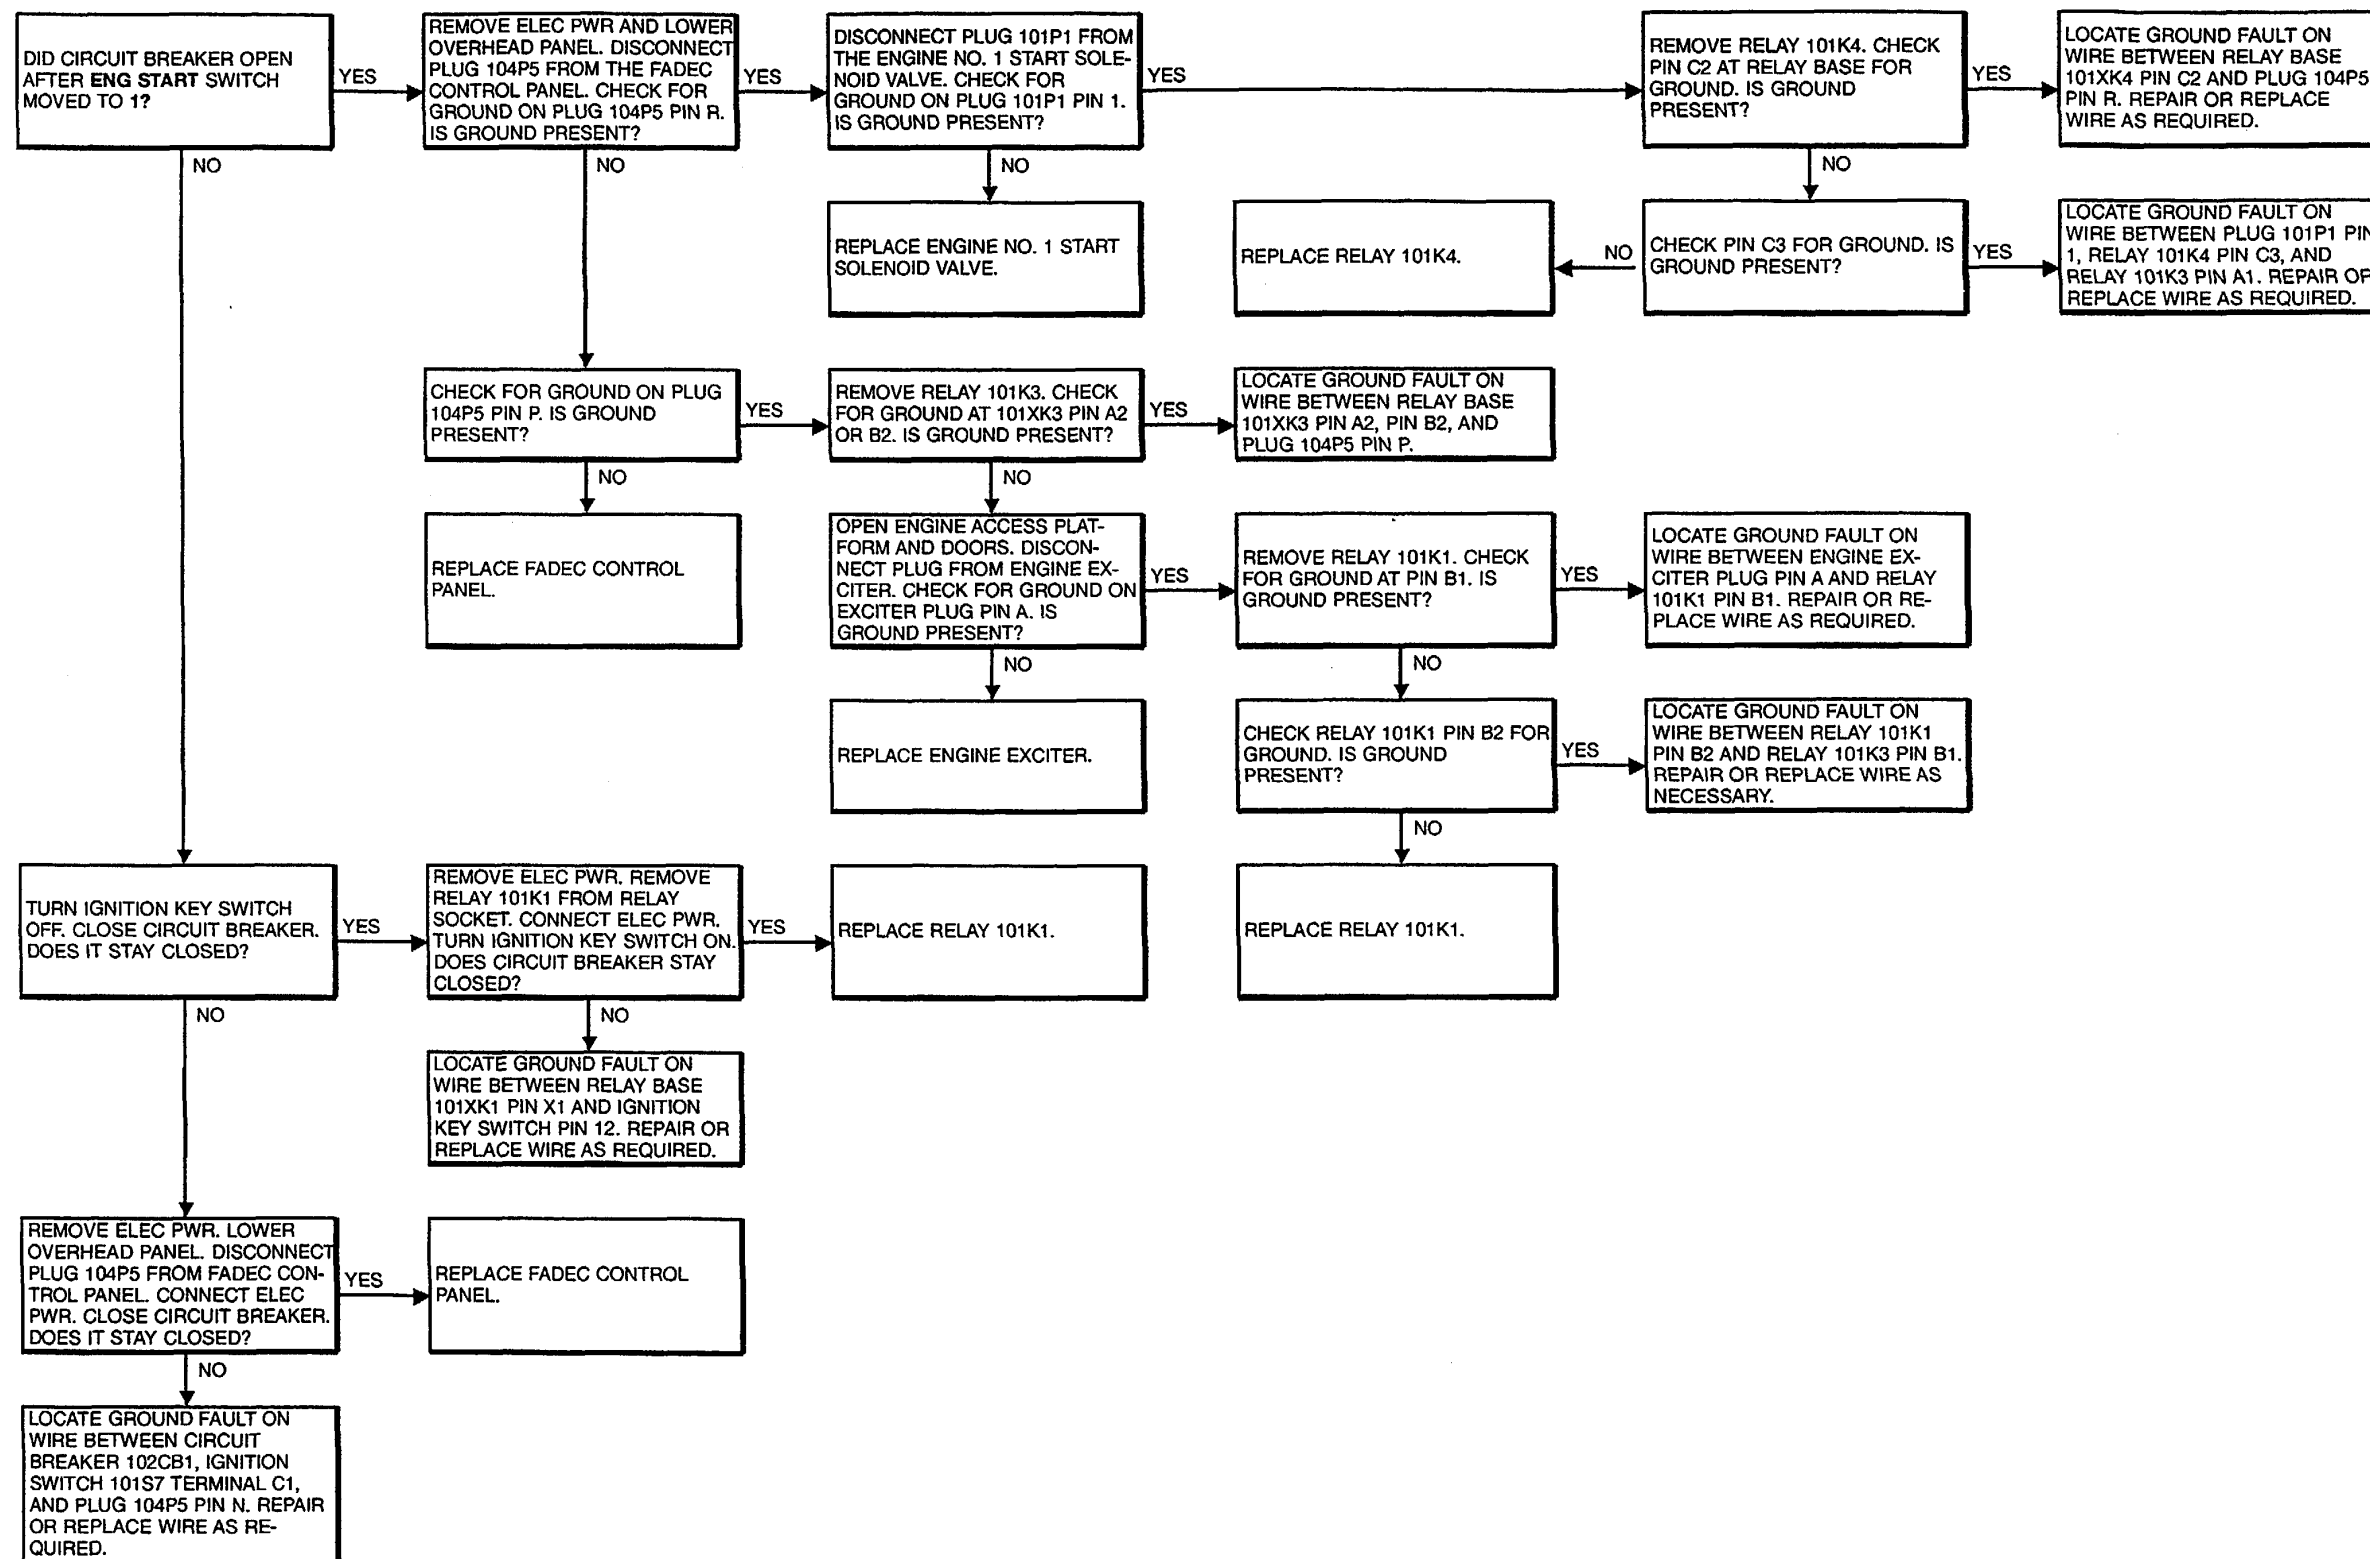 DID CIRCUIT BREAKER OPEN
AFTER ENG START SWITCH
MOVED TO 1?
YES
NO
REMOVE ELEC PWR AND LOWER
OVERHEAD PANEL. DISCONNECT
PLUG 104P5 FROM THE FADEC
CONTROL PANEL. CHECK FOR
GROUND ON PLUG 104P5 PIN R.
IS GROUND PRESENT?
YES
NO
DISCONNECT PLUG 101P1 FROM
THE ENGINE NO. 1 START SOLE-
NOID VALVE. CHECK FOR
GROUND ON PLUG 101P1 PIN 1.
IS GROUND PRESENT?
YES
NO
REMOVE RELAY 101K4. CHECK
PIN C2 AT RELAY BASE FOR
GROUND. IS GROUND
PRESENT?
YES
NO
LOCATE GROUND FAULT ON
WIRE BETWEEN RELAY BASE
101XK4 PIN C2 AND PLUG 104P5
PIN R. REPAIR OR REPLACE
WIRE AS REQUIRED.
REPLACE ENGINE NO. 1 START
SOLENOID VALVE.
REPLACE RELAY 101K4.
NO
CHECK PIN C3 FOR GROUND. IS
GROUND PRESENT?
YES
LOCATE GROUND FAULT ON
WIRE BETWEEN PLUG 101P1 PIN
1, RELAY 101K4 PIN C3, AND
RELAY 101K3 PIN A1. REPAIR OR
REPLACE WIRE AS REQUIRED.
CHECK FOR GROUND ON PLUG
104P5 PIN P. IS GROUND
PRESENT?
YES
NO
REMOVE RELAY 101K3. CHECK
FOR GROUND AT 101XK3 PIN A2
OR B2. IS GROUND PRESENT?
YES
NO
LOCATE GROUND FAULT ON
WIRE BETWEEN RELAY BASE
101XK3 PIN A2, PIN B2, AND
PLUG 104P5 PIN P.
REPLACE FADEC CONTROL
PANEL.
OPEN ENGINE ACCESS PLAT-
FORM AND DOORS. DISCON-
NECT PLUG FROM ENGINE EX-
CITER. CHECK FOR GROUND ON
EXCITER PLUG PIN A. IS
GROUND PRESENT?
YES
NO
REMOVE RELAY 101K1. CHECK
FOR GROUND AT PIN B1. IS
GROUND PRESENT?
YES
NO
LOCATE GROUND FAULT ON
WIRE BETWEEN ENGINE EX-
CITER PLUG PIN A AND RELAY
101K1 PIN B1. REPAIR OR RE-
PLACE WIRE AS REQUIRED.
REPLACE ENGINE EXCITER.
CHECK RELAY 101K1 PIN B2 FOR
GROUND. IS GROUND
PRESENT?
YES
NO
LOCATE GROUND FAULT ON
WIRE BETWEEN RELAY 101K1
PIN B2 AND RELAY 101K3 PIN B1.
REPAIR OR REPLACE WIRE AS
NECESSARY.
TURN IGNITION KEY SWITCH
OFF. CLOSE CIRCUIT BREAKER.
DOES IT STAY CLOSED?
YES
NO
REMOVE ELEC PWR. REMOVE
RELAY 101K1 FROM RELAY
SOCKET. CONNECT ELEC PWR.
TURN IGNITION KEY SWITCH ON.
DOES CIRCUIT BREAKER STAY
CLOSED?
YES
NO
REPLACE RELAY 101K1.
REPLACE RELAY 101K1.
LOCATE GROUND FAULT ON
WIRE BETWEEN RELAY BASE
101XK1 PIN X1 AND IGNITION
KEY SWITCH PIN 12. REPAIR OR
REPLACE WIRE AS REQUIRED.
REMOVE ELEC PWR. LOWER
OVERHEAD PANEL. DISCONNECT
PLUG 104P5 FROM FADEC CON-
TROL PANEL. CONNECT ELEC
PWR. CLOSE CIRCUIT BREAKER.
DOES IT STAY CLOSED?
YES
NO
REPLACE FADEC CONTROL
PANEL.
LOCATE GROUND FAULT ON
WIRE BETWEEN CIRCUIT
BREAKER 102CB1, IGNITION
SWITCH 101S7 TERMINAL C1,
AND PLUG 104P5 PIN N. REPAIR
OR REPLACE WIRE AS RE-
QUIRED.